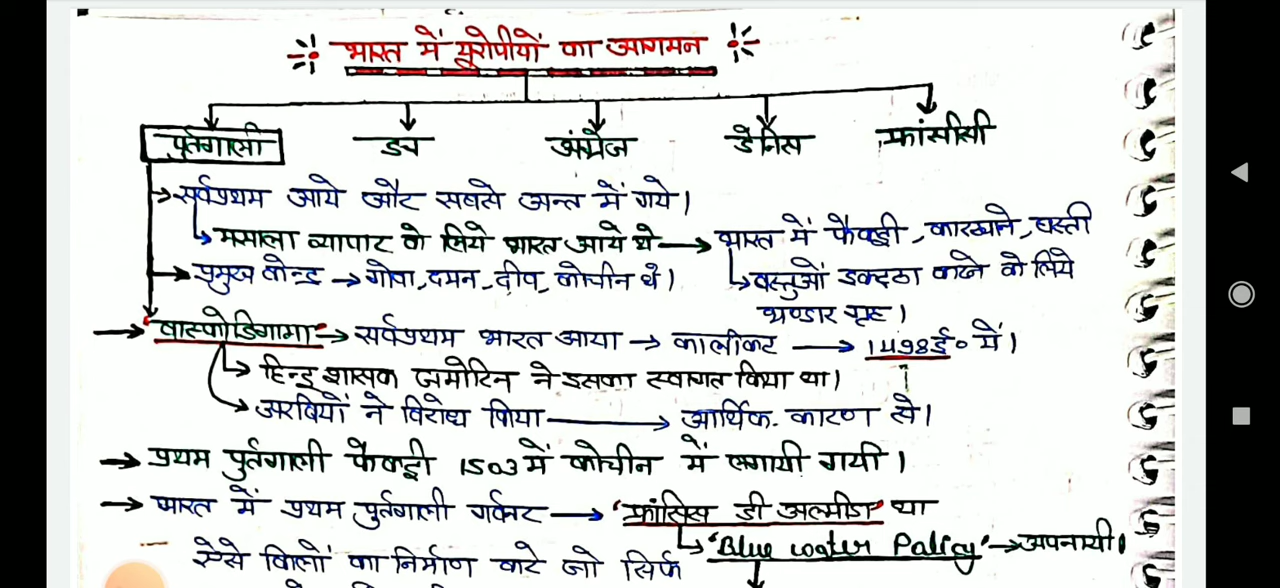 भारत में यूरोपीयों का आगमन
पुर्तगाली डच अंग्रेज डेनिस फ्रांसीसी
→ सर्वप्रथम आये और सबसे अन्त में गये।
मसाला व्यापार के लिये भारत आये थे → भारत में फैक्ट्री, कारखाने, बस्ती
→ प्रमुख केन्द्र → गोवा, दमन, दीव, कोचीन थे। वस्तुओं इकट्ठा करने के लिये
भण्डार गृह।
→ "वास्कोडिगामा" → सर्वप्रथम भारत आया → कालीकट → 1498ई० में।
हिन्दू शासक जमोरिन ने इसका स्वागत किया था।
अरबियों ने विरोध किया → आर्थिक कारण से।
→ प्रथम पुर्तगाली फैक्ट्री 1503 में कोचीन में लगायी गयी।
→ भारत में प्रथम पुर्तगाली गर्वनर → 'फ्रांसिस डी अल्मीडा' था
'Blue water Policy' → अपनायी।
ऐसे किलों का निर्माण करे जो सिर्फ